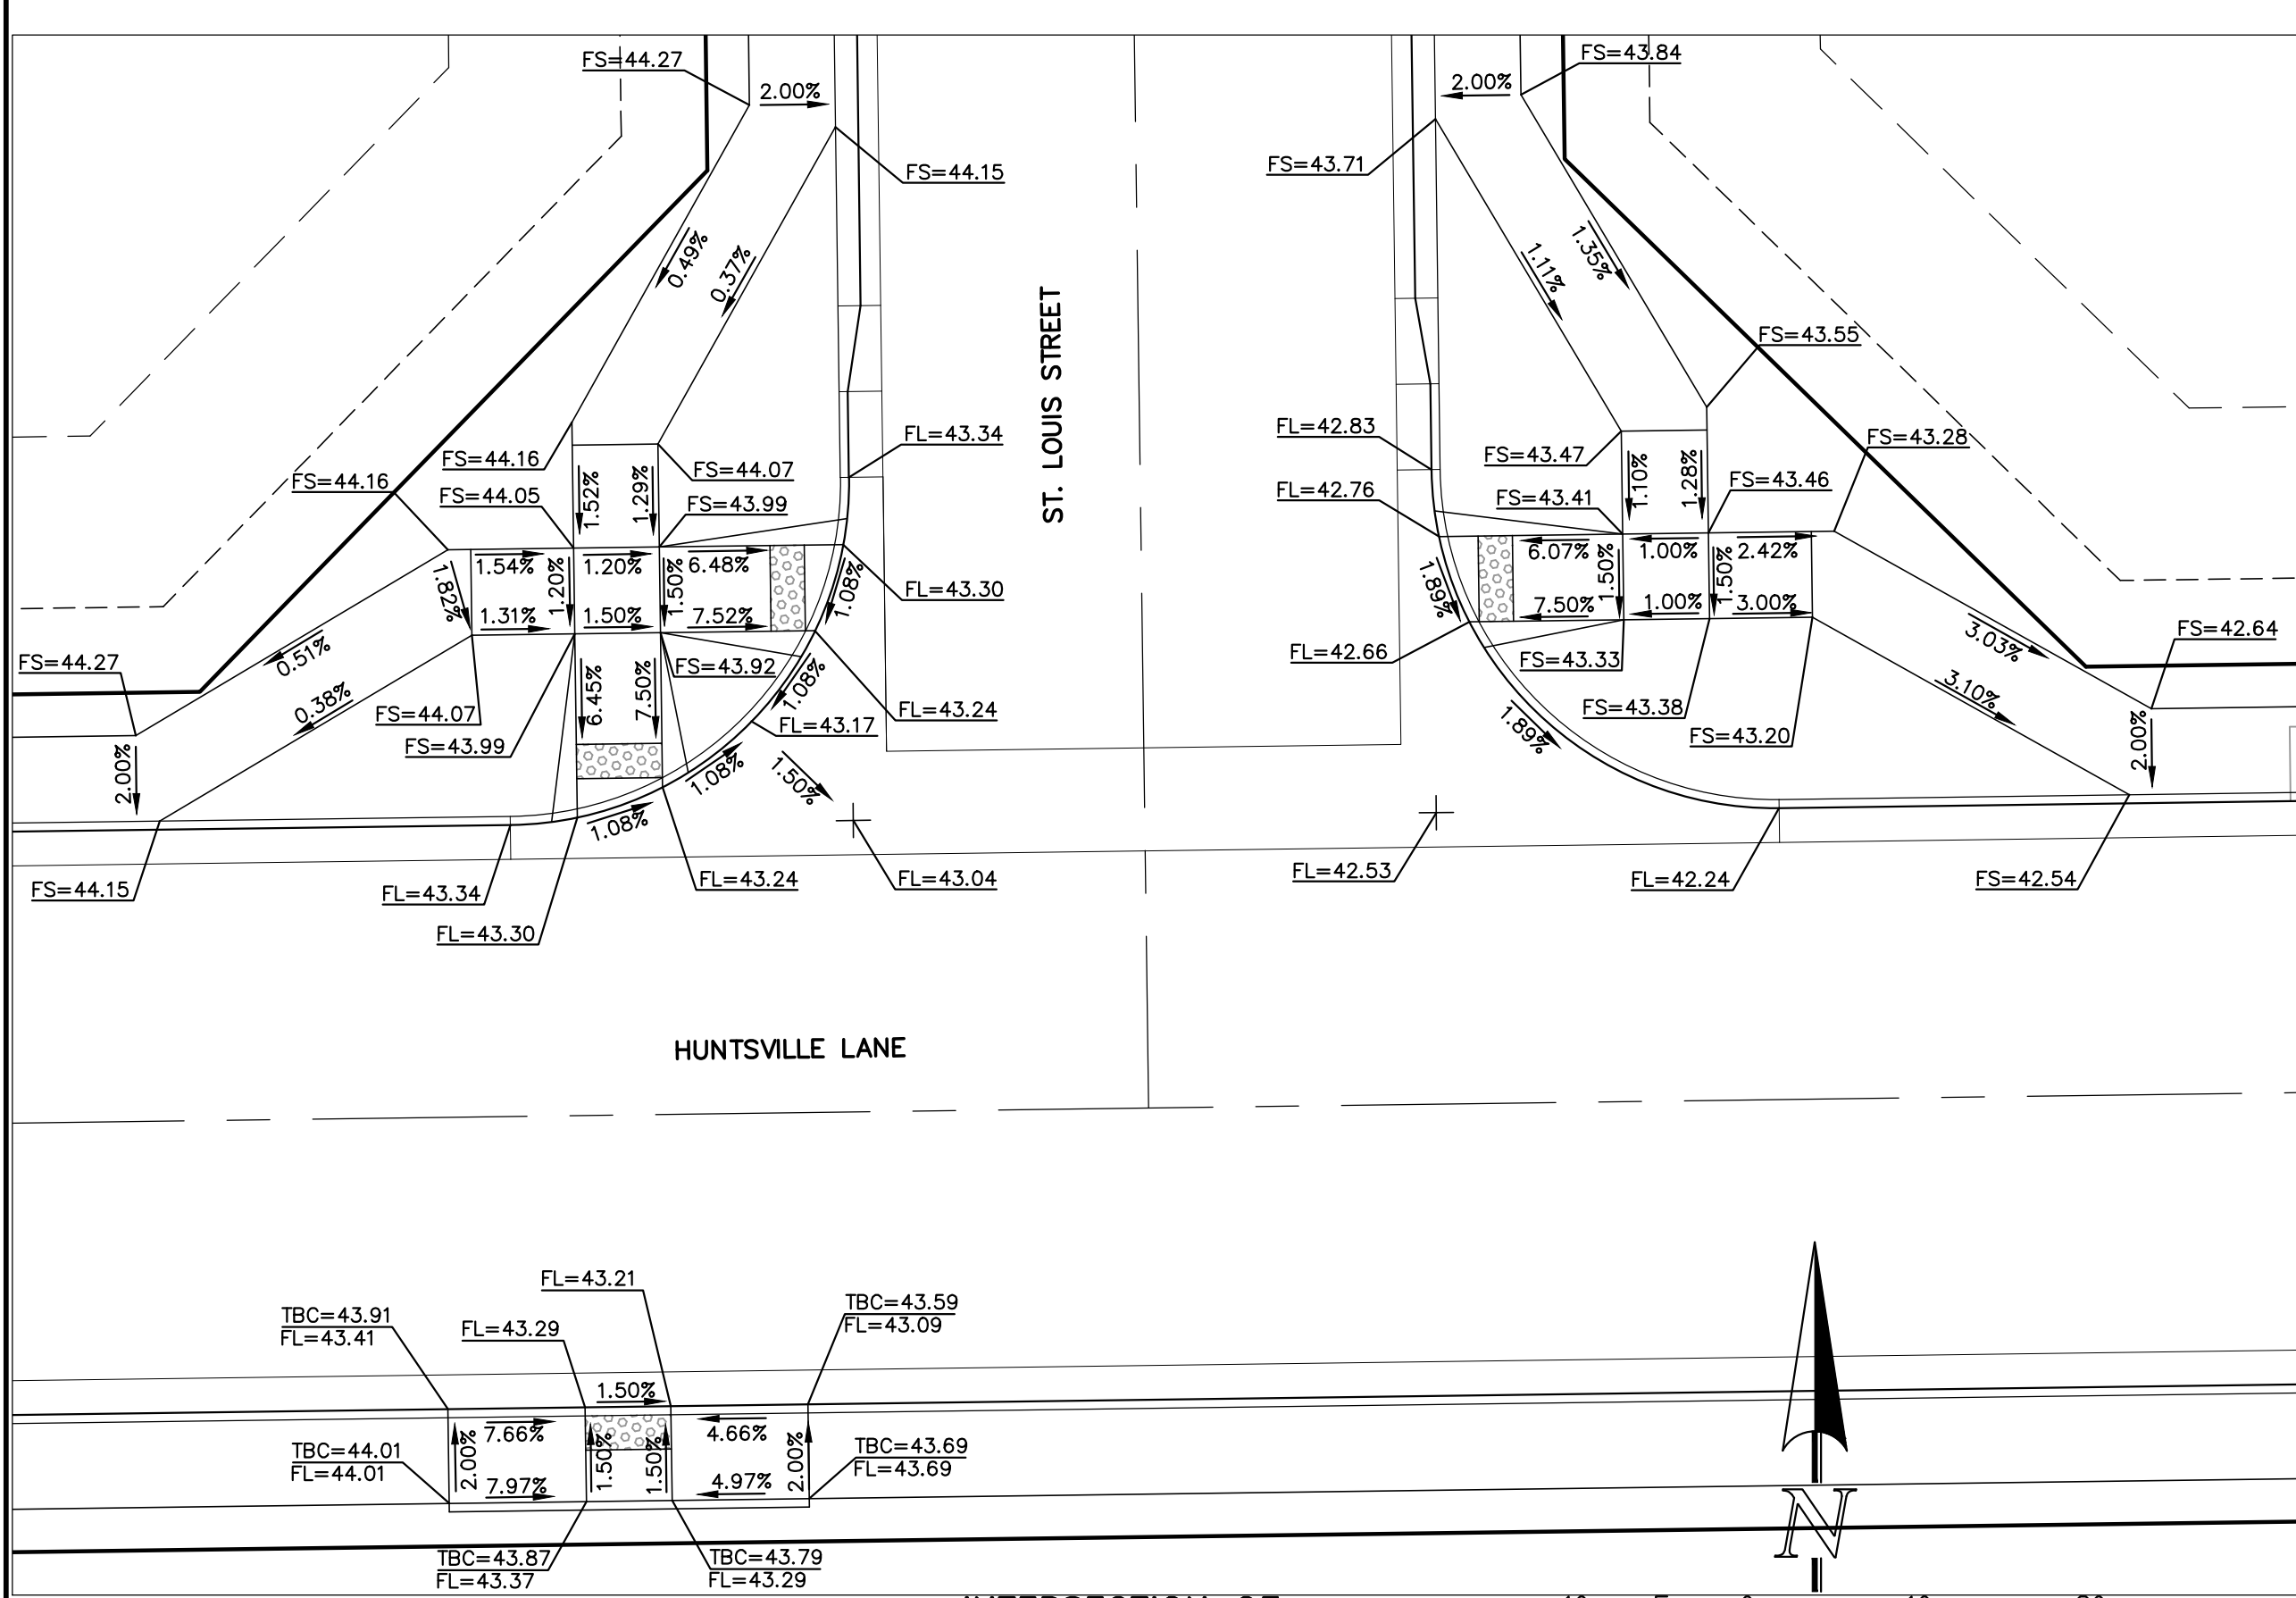 FS=44.27
2.00%
FS=44.15
0.49%
0.37%
FS=44.16
FS=44.16
FS=44.05
FS=44.07
FS=43.99
1.52%
1.29%
FL=43.34
1.54%
1.20%
6.48%
1.82%
1.20%
1.50%
1.31%
1.50%
7.52%
1.08%
FL=43.30
FS=43.92
6.45%
7.50%
1.08%
FL=43.24
FL=43.17
1.08%
1.50%
1.08%
FS=44.27
0.51%
0.38%
2.00%
FS=44.07
FS=43.99
FS=44.15
FL=43.34
FL=43.30
FL=43.24
FL=43.04
ST. LOUIS STREET
FS=43.84
2.00%
FS=43.71
1.11%
1.35%
FS=43.55
FL=42.83
FS=43.47
FS=43.28
FL=42.76
FS=43.41
FS=43.46
1.10%
1.28%
6.07%
1.00%
2.42%
1.89%
1.50%
1.50%
7.50%
1.00%
3.00%
FL=42.66
FS=43.33
FS=43.38
FS=43.20
1.89%
3.03%
3.10%
FS=42.64
2.00%
FL=42.53
FL=42.24
FS=42.54
HUNTSVILLE LANE
FL=43.21
TBC=43.91
FL=43.41
FL=43.29
TBC=43.59
FL=43.09
1.50%
7.66%
4.66%
2.00%
1.50%
1.50%
2.00%
TBC=44.01
FL=44.01
7.97%
4.97%
TBC=43.69
FL=43.69
TBC=43.87
FL=43.37
TBC=43.79
FL=43.29
N